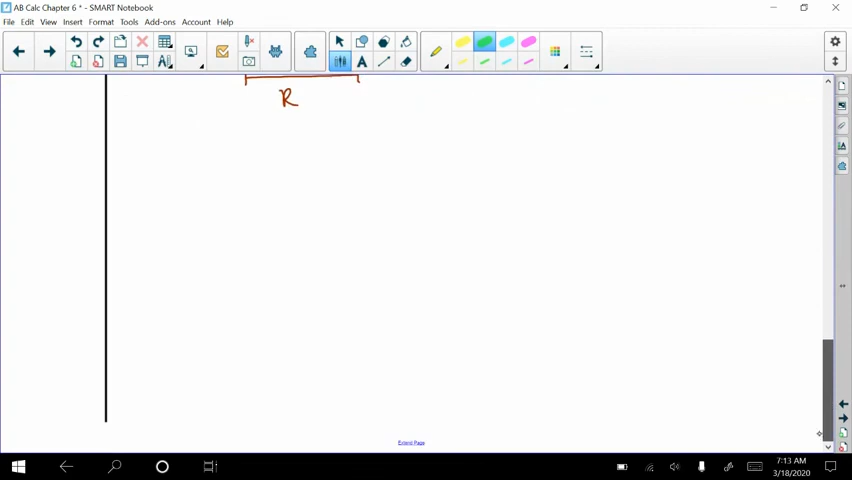 AB Calc Chapter 6 * - SMART Notebook
File Edit View Insert Format Tools Add-ons Account Help
A
A
R
Extend Page
7:13 AM
3/18/2020